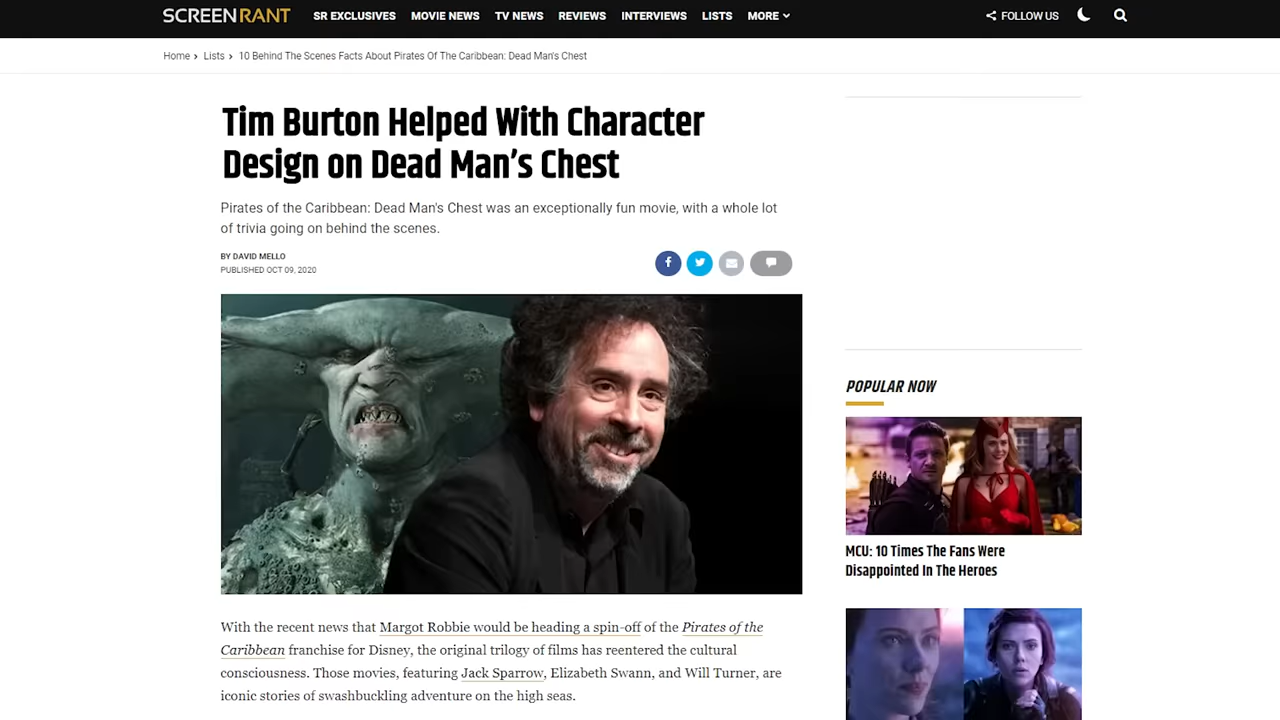 SCREENRANT SR EXCLUSIVES MOVIE NEWS TV NEWS REVIEWS INTERVIEWS LISTS MORE FOLLOW US
Home › Lists › 10 Behind The Scenes Facts About Pirates Of The Caribbean: Dead Man's Chest
Tim Burton Helped With Character
Design on Dead Man’s Chest
Pirates of the Caribbean: Dead Man's Chest was an exceptionally fun movie, with a whole lot
of trivia going on behind the scenes.
BY DAVID MELLO
PUBLISHED OCT 09, 2020
With the recent news that Margot Robbie would be heading a spin-off of the Pirates of the
Caribbean franchise for Disney, the original trilogy of films has reentered the cultural
consciousness. Those movies, featuring Jack Sparrow, Elizabeth Swann, and Will Turner, are
iconic stories of swashbuckling adventure on the high seas.
POPULAR NOW
MCU: 10 Times The Fans Were
Disappointed In The Heroes